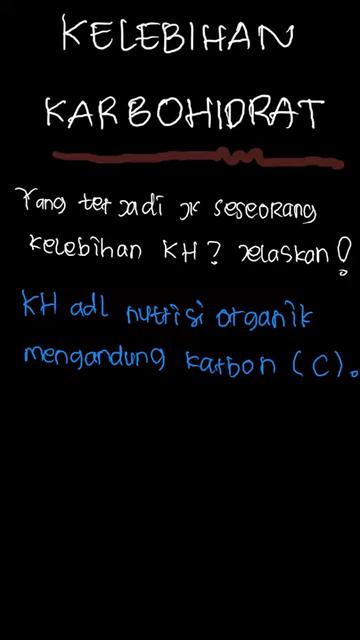 KELEBIHAN
KARBOHIDRAT
Yang terjadi jk seseorang
kelebihan KH? Jelaskan!
KH adl nutrisi organik
mengandung karbon (C).